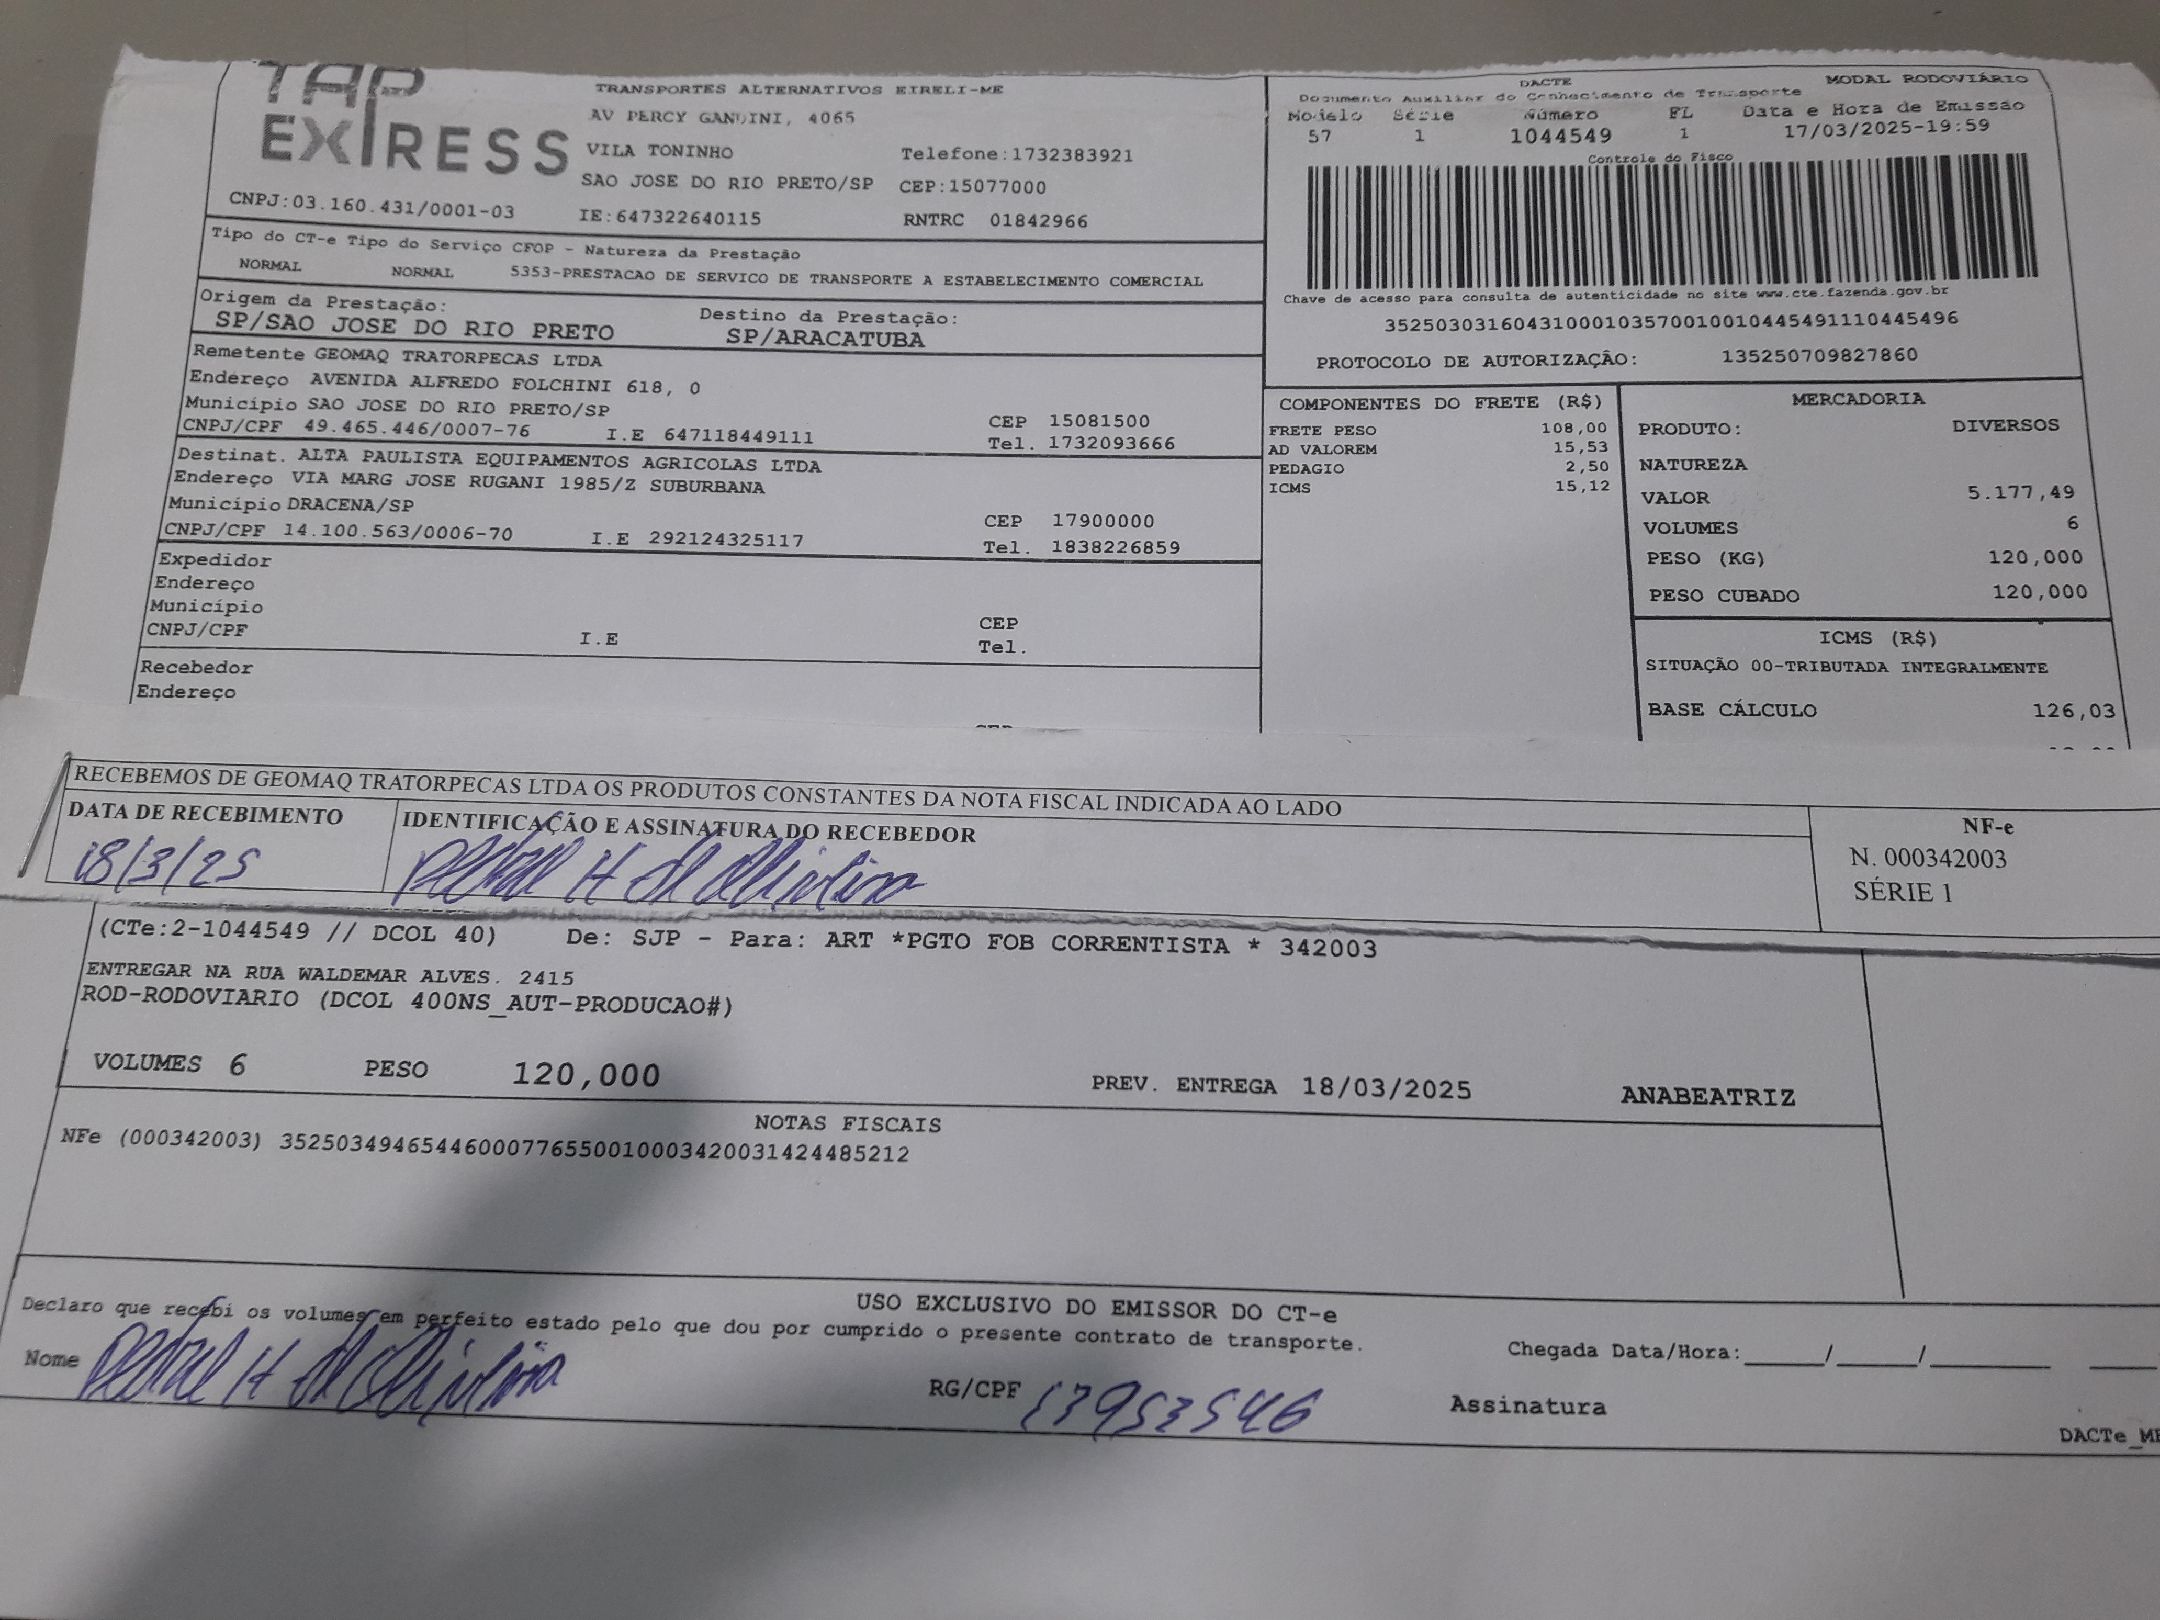 TAP EXPRESS
TRANSPORTES ALTERNATIVOS EIRELI-ME
AV PERCY GANDINI, 4065
VILA TONINHO Telefone:1732383921
SAO JOSE DO RIO PRETO/SP CEP:15077000
CNPJ:03.160.431/0001-03 IE:647322640115 RNTRC 01842966
DACTE MODAL RODOVIÁRIO
Documento Auxiliar do Conhecimento de Transporte
Modelo Série Número FL Data e Hora de Emissão
57 1 1044549 1 17/03/2025-19:59
Controle do Fisco
Chave de acesso para consulta de autenticidade no site www.cte.fazenda.gov.br
35250303160431000103570010010445491110445496
PROTOCOLO DE AUTORIZAÇÃO: 135250709827860
Tipo do CT-e Tipo do Serviço CFOP - Natureza da Prestação
NORMAL NORMAL 5353-PRESTACAO DE SERVICO DE TRANSPORTE A ESTABELECIMENTO COMERCIAL
Origem da Prestação: Destino da Prestação:
SP/SAO JOSE DO RIO PRETO SP/ARACATUBA
Remetente GEOMAQ TRATORPECAS LTDA
Endereço AVENIDA ALFREDO FOLCHINI 618, 0
Município SAO JOSE DO RIO PRETO/SP CEP 15081500
CNPJ/CPF 49.465.446/0007-76 I.E 647118449111 Tel. 1732093666
Destinat. ALTA PAULISTA EQUIPAMENTOS AGRICOLAS LTDA
Endereço VIA MARG JOSE RUGANI 1985/Z SUBURBANA
Município DRACENA/SP CEP 17900000
CNPJ/CPF 14.100.563/0006-70 I.E 292124325117 Tel. 1838226859
Expedidor
Endereço
Município CEP
CNPJ/CPF I.E Tel.
Recebedor
Endereço
COMPONENTES DO FRETE (R$)
FRETE PESO 108,00
AD VALOREM 15,53
PEDAGIO 2,50
ICMS 15,12
MERCADORIA
PRODUTO: DIVERSOS
NATUREZA
VALOR 5.177,49
VOLUMES 6
PESO (KG) 120,000
PESO CUBADO 120,000
ICMS (R$)
SITUAÇÃO 00-TRIBUTADA INTEGRALMENTE
BASE CÁLCULO 126,03
RECEBEMOS DE GEOMAQ TRATORPECAS LTDA OS PRODUTOS CONSTANTES DA NOTA FISCAL INDICADA AO LADO
DATA DE RECEBIMENTO IDENTIFICAÇÃO E ASSINATURA DO RECEBEDOR
18/3/25 H de Oliveira
NF-e
N. 000342003
SÉRIE 1
(CTe:2-1044549 // DCOL 40) De: SJP - Para: ART *PGTO FOB CORRENTISTA * 342003
ENTREGAR NA RUA WALDEMAR ALVES. 2415
ROD-RODOVIARIO (DCOL 400NS_AUT-PRODUCAO#)
VOLUMES 6 PESO 120,000 PREV. ENTREGA 18/03/2025 ANABEATRIZ
NOTAS FISCAIS
NFe (000342003) 35250349465446000776550010003420031424485212
USO EXCLUSIVO DO EMISSOR DO CT-e
Declaro que recebi os volumes em perfeito estado pelo que dou por cumprido o presente contrato de transporte.
Nome H de Oliveira RG/CPF 13953546 Assinatura
Chegada Data/Hora:_____/_____/_______